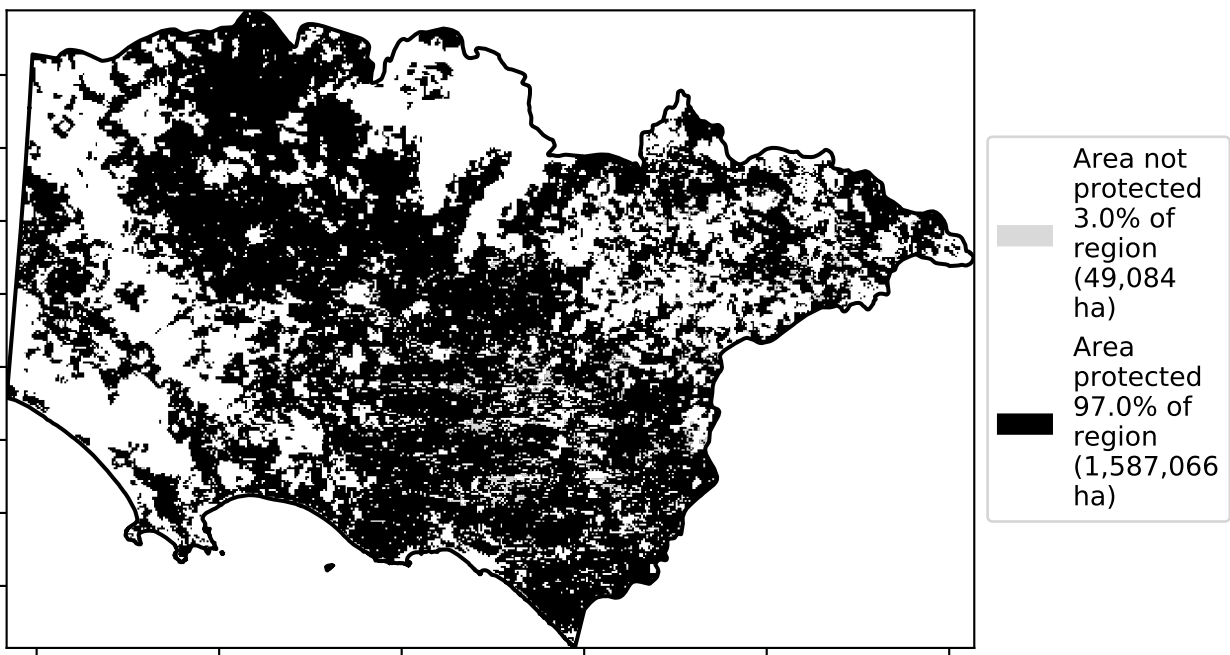 Area not
protected
3.0% of
region
(49,084
ha)
Area
protected
97.0% of
region
(1,587,066
ha)